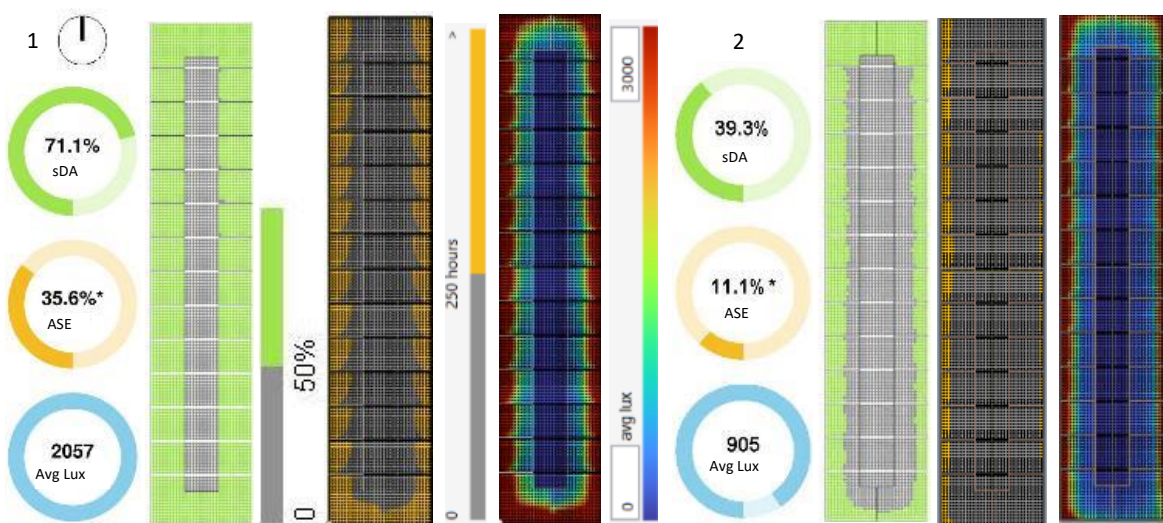 1
71.1%
sDA
35.6%*
ASE
2057
Avg Lux
50%
0
>
250 hours
0
3000
avg lux
0
2
39.3%
sDA
11.1% *
ASE
905
Avg Lux